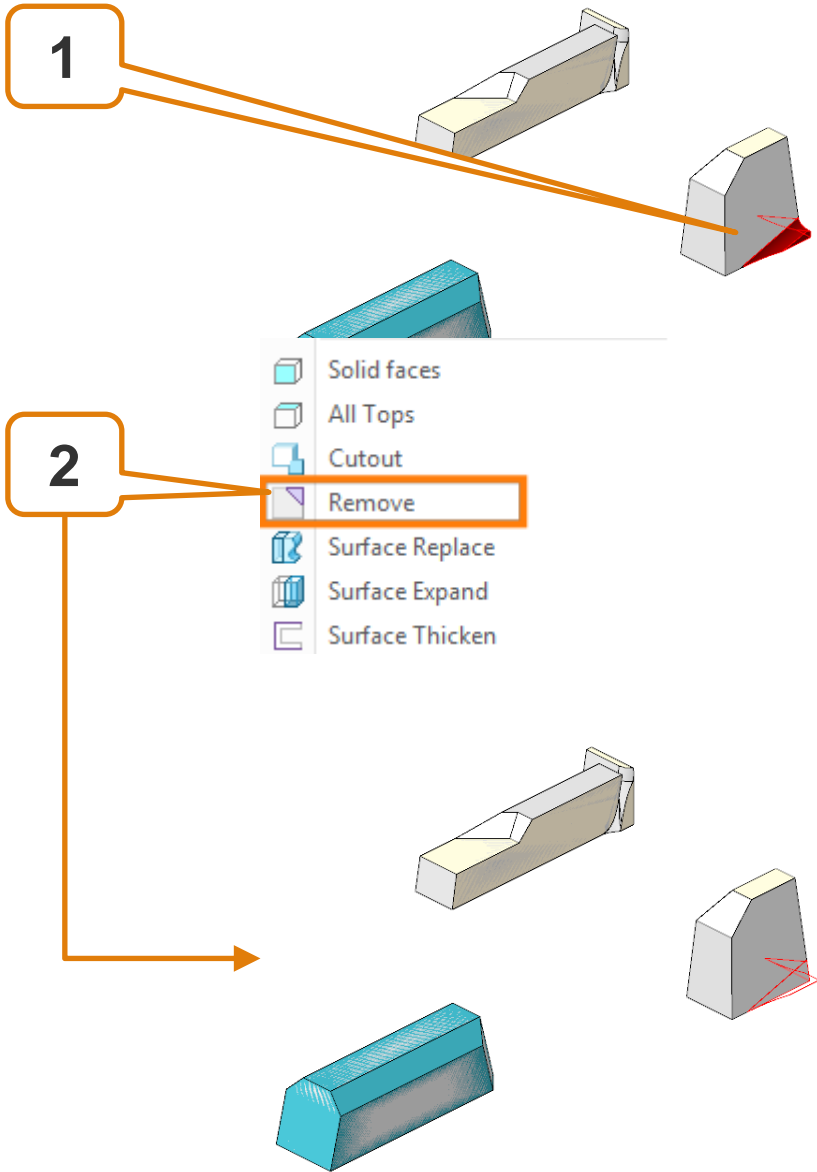 1
Solid faces
All Tops
Cutout
2
Remove
Surface Replace
Surface Expand
Surface Thicken